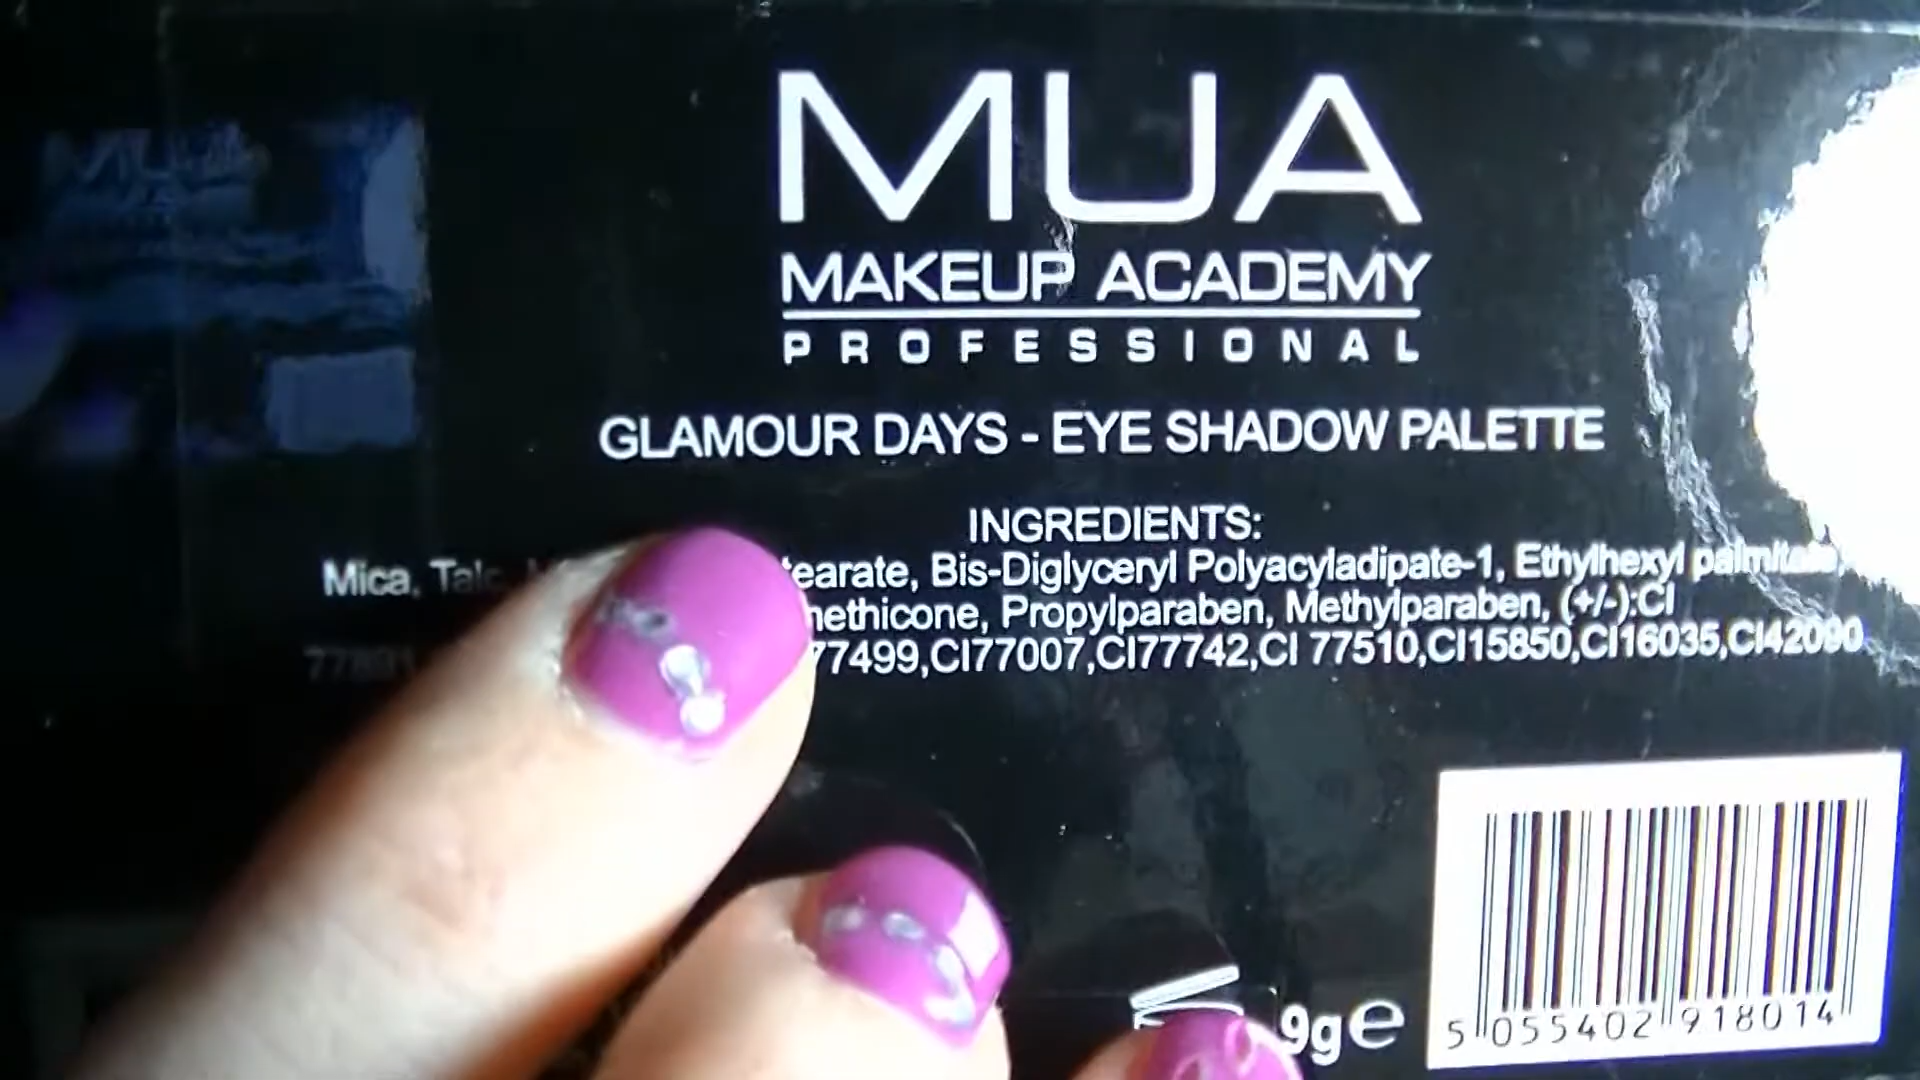 MUA
MAKEUP ACADEMY
PROFESSIONAL
GLAMOUR DAYS - EYE SHADOW PALETTE
INGREDIENTS:
Mica, Talc, tearate, Bis-Diglyceryl Polyacyladipate-1, Ethylhexyl palmitate,
methicone, Propylparaben, Methylparaben, (+/-):CI
77499,CI77007,CI77742,CI 77510,CI15850,CI16035,CI42090
9g e
5 055402 918014